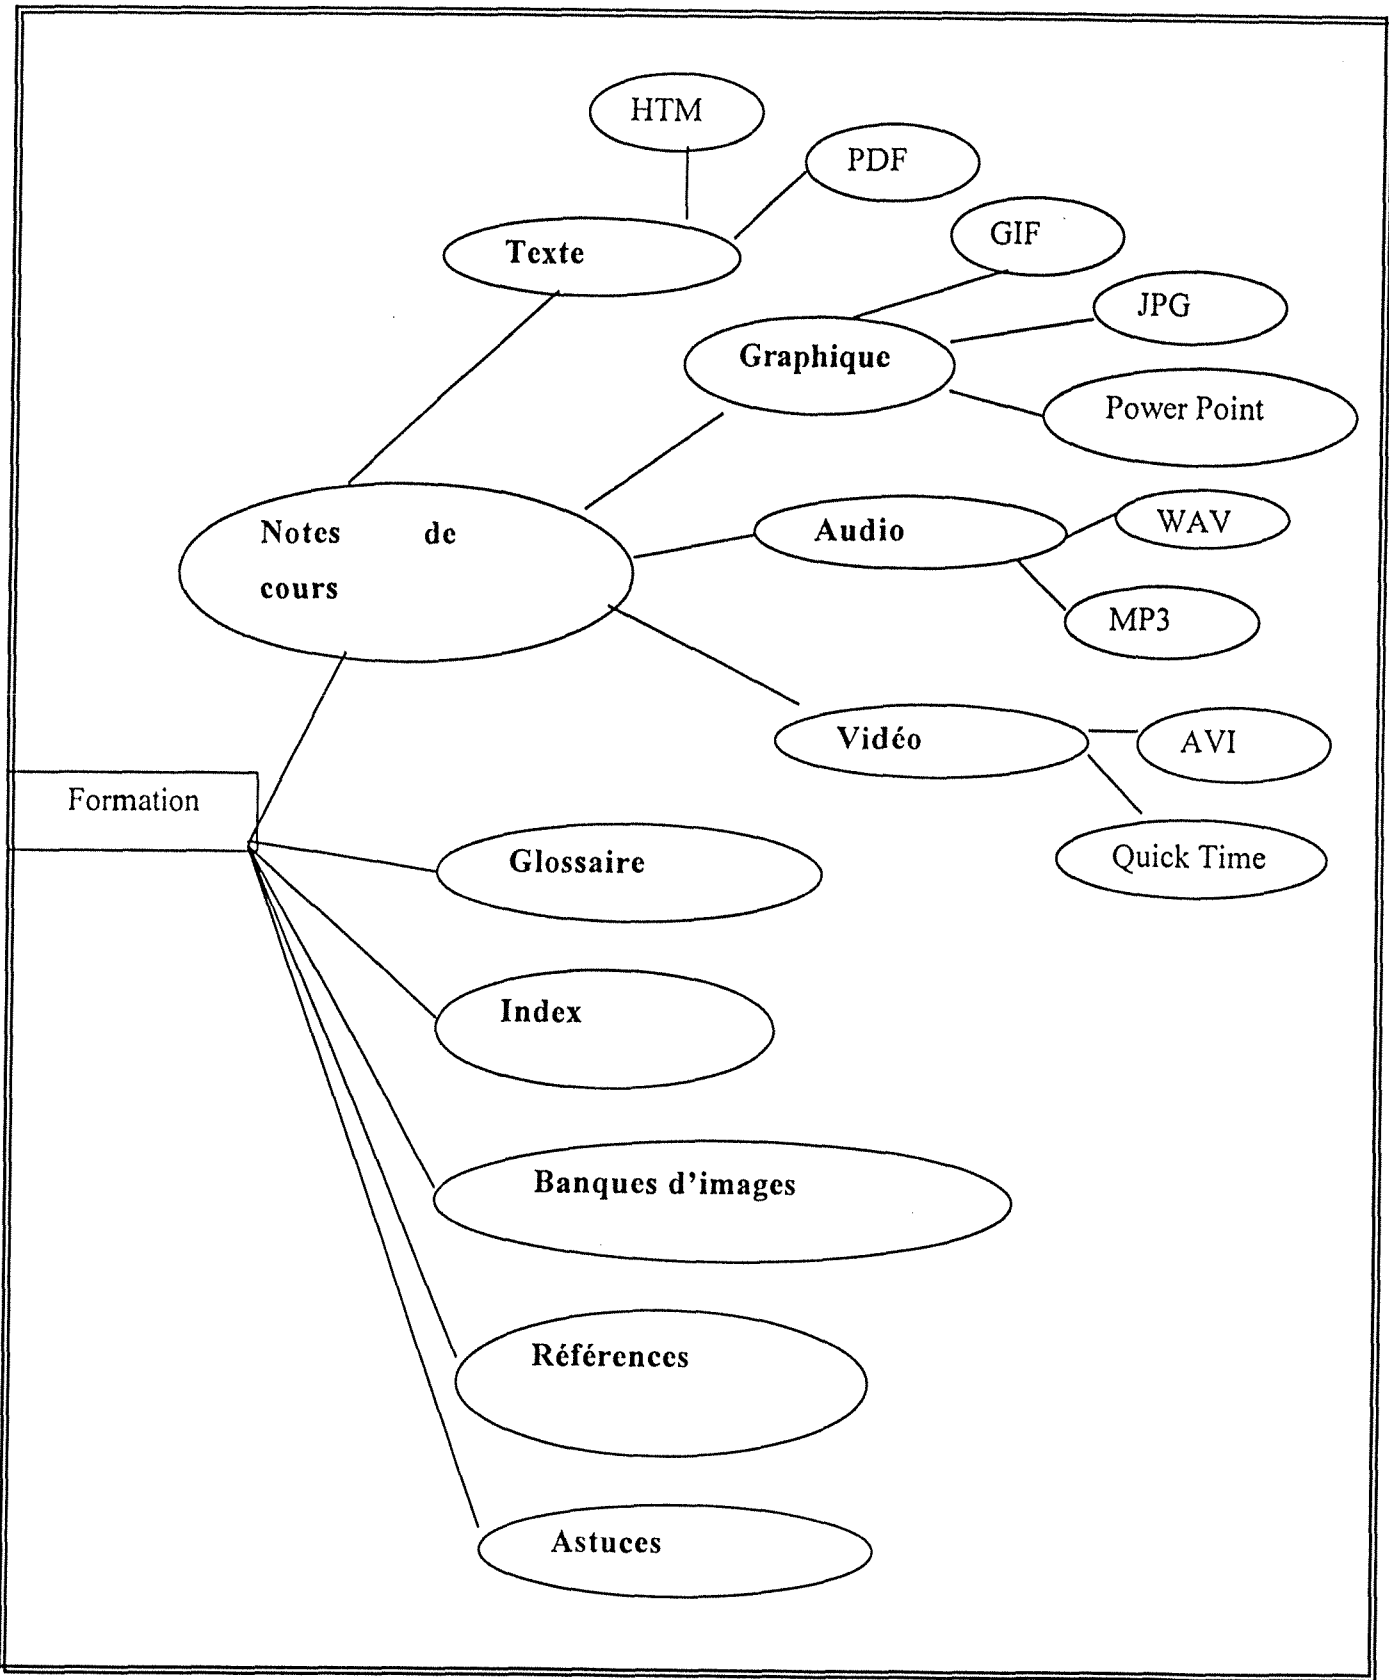 HTM
PDF
GIF
Texte
JPG
Graphique
Power Point
Notes de
cours
Audio
WAV
MP3
Vidéo
AVI
Formation
Quick Time
Glossaire
Index
Banques d'images
Références
Astuces